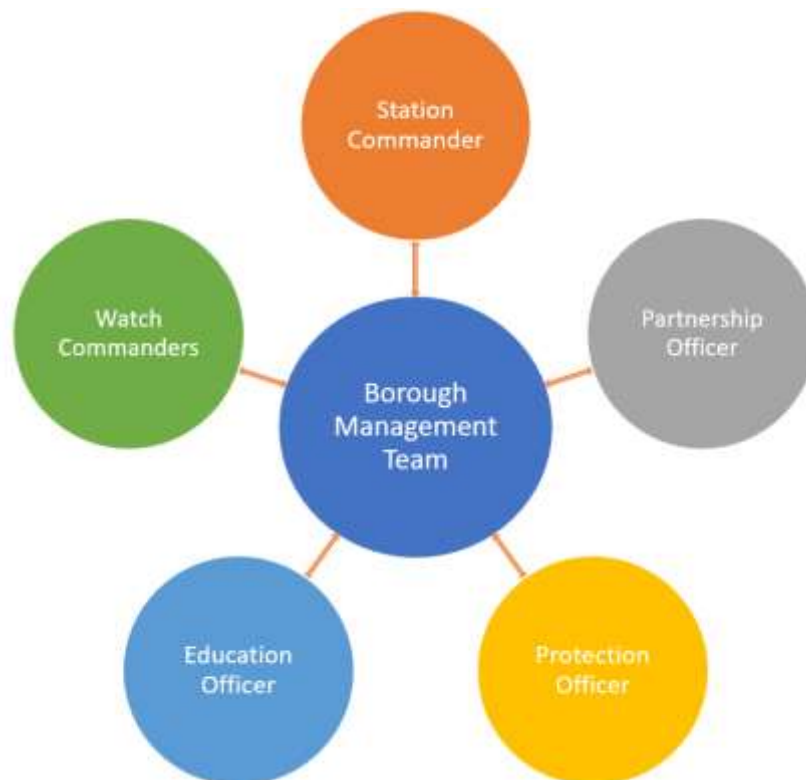 Station
Commander
Watch
Commanders
Partnership
Officer
Borough
Management
Team
Education
Officer
Protection
Officer